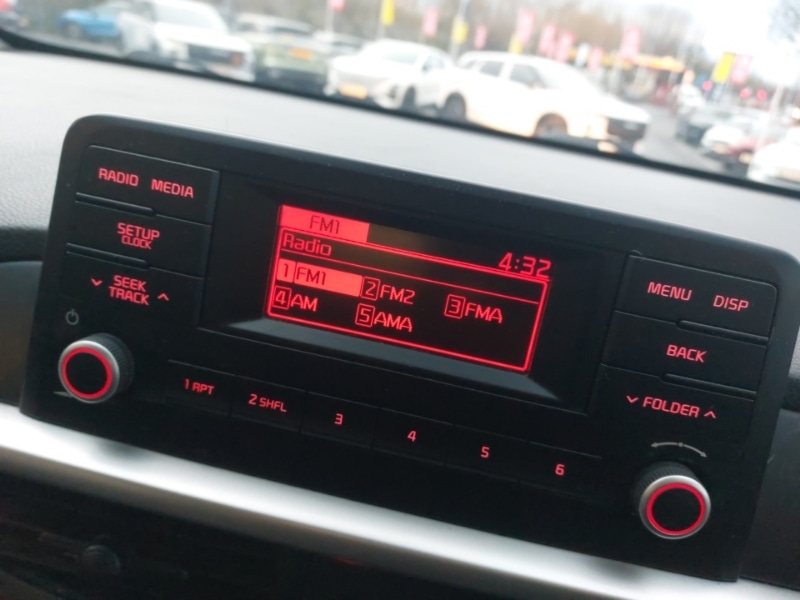 RADIO MEDIA
SETUP
CLOCK
SEEK
TRACK
FM1
4:32
Radio
1 FM1 2 FM2 3 FMA
4 AM 5 AMA
MENU DISP
BACK
FOLDER
1 RPT 2 SHFL 3 4 5 6